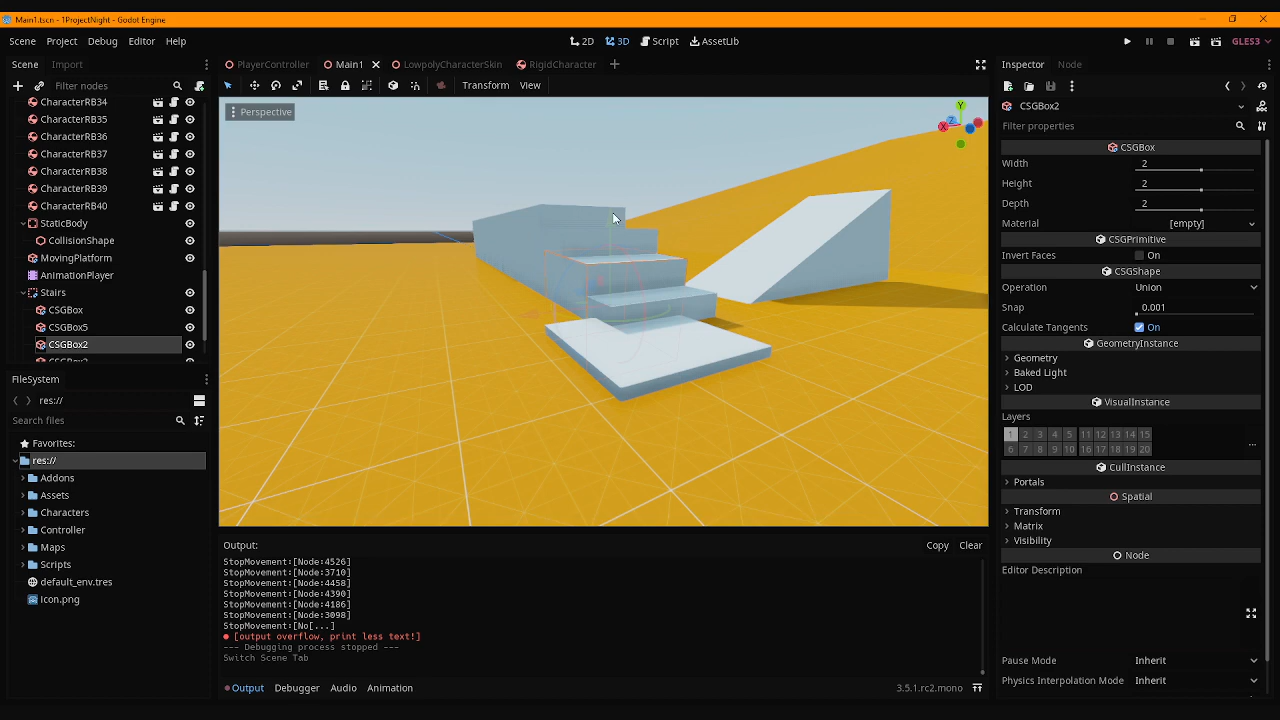 Main1.tscn - 1ProjectNight - Godot Engine
Scene Project Debug Editor Help
2D 3D Script AssetLib
GLES3
Scene Import
Filter nodes
CharacterRB34
CharacterRB35
CharacterRB36
CharacterRB37
CharacterRB38
CharacterRB39
CharacterRB40
StaticBody
CollisionShape
MovingPlatform
AnimationPlayer
Stairs
CSGBox
CSGBox5
CSGBox2
FileSystem
res://
Search files
Favorites:
res://
Addons
Assets
Characters
Controller
Maps
Scripts
default_env.tres
icon.png
PlayerController Main1 LowpolyCharacterSkin RigidCharacter
Transform View
Perspective
Y
X
Z
Output:
Copy Clear
StopMovement:[Node:4526]
StopMovement:[Node:3710]
StopMovement:[Node:4458]
StopMovement:[Node:4390]
StopMovement:[Node:4186]
StopMovement:[Node:3098]
StopMovement:[No[...]
[output overflow, print less text!]
--- Debugging process stopped ---
Switch Scene Tab
Output Debugger Audio Animation
3.5.1.rc2.mono
Inspector Node
CSGBox2
Filter properties
CSGBox
Width 2
Height 2
Depth 2
Material [empty]
CSGPrimitive
Invert Faces On
CSGShape
Operation Union
Snap 0.001
Calculate Tangents On
GeometryInstance
Geometry
Baked Light
LOD
VisualInstance
Layers
1 2 3 4 5 11 12 13 14 15
6 7 8 9 10 16 17 18 19 20
...
CullInstance
Portals
Spatial
Transform
Matrix
Visibility
Node
Editor Description
Pause Mode Inherit
Physics Interpolation Mode Inherit